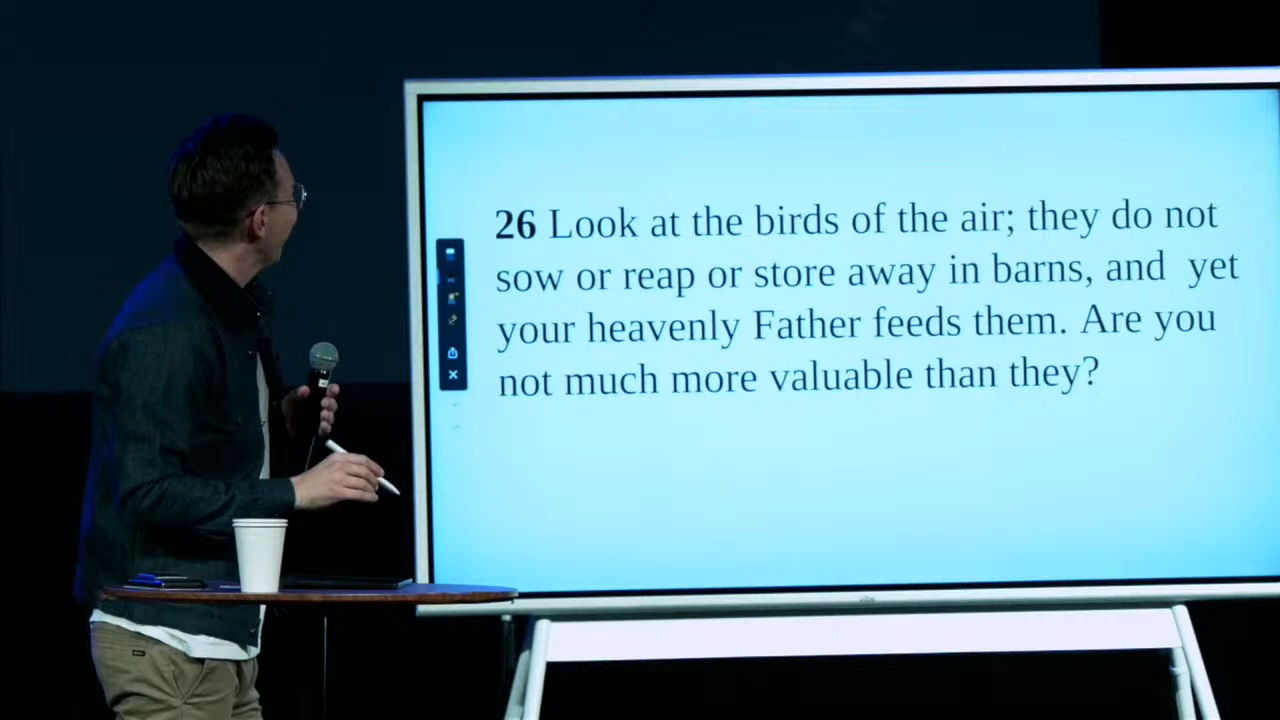 26 Look at the birds of the air; they do not
sow or reap or store away in barns, and  yet
your heavenly Father feeds them. Are you
not much more valuable than they?
vibe